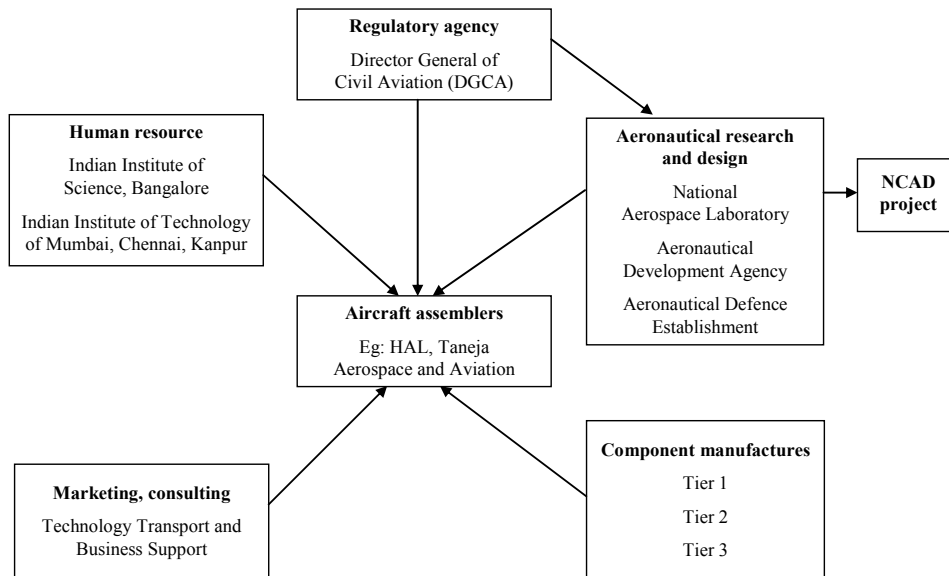 Regulatory agency
Director General of
Civil Aviation (DGCA)
Human resource
Indian Institute of
Science, Bangalore
Indian Institute of Technology
of Mumbai, Chennai, Kanpur
Aeronautical research
and design
National
Aerospace Laboratory
Aeronautical
Development Agency
Aeronautical Defence
Establishment
NCAD
project
Aircraft assemblers
Eg: HAL, Taneja
Aerospace and Aviation
Marketing, consulting
Technology Transport and
Business Support
Component manufactures
Tier 1
Tier 2
Tier 3